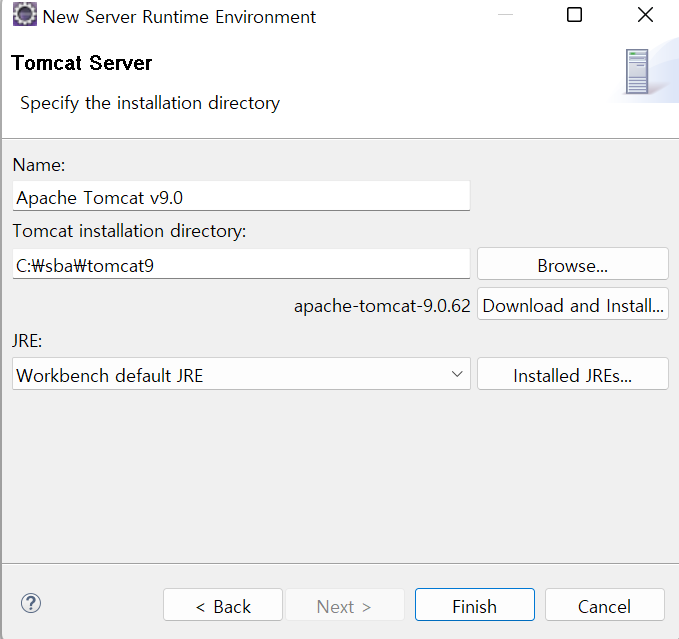 New Server Runtime Environment
Tomcat Server
Specify the installation directory
Name:
Apache Tomcat v9.0
Tomcat installation directory:
C:₩sba₩tomcat9
Browse...
apache-tomcat-9.0.62
Download and Install...
JRE:
Workbench default JRE
Installed JREs...
?
< Back
Next >
Finish
Cancel